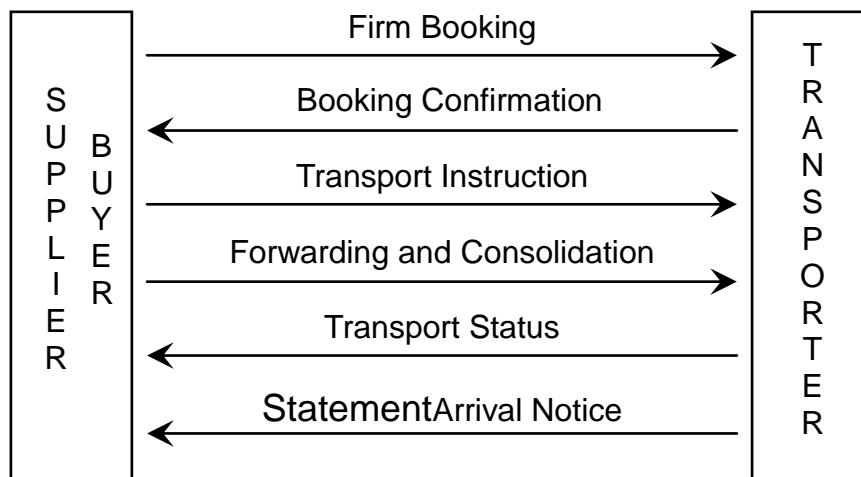 SUPPLIER
BUYER
Firm Booking
Booking Confirmation
Transport Instruction
Forwarding and Consolidation
Transport Status
StatementArrival Notice
TRANSPORTER